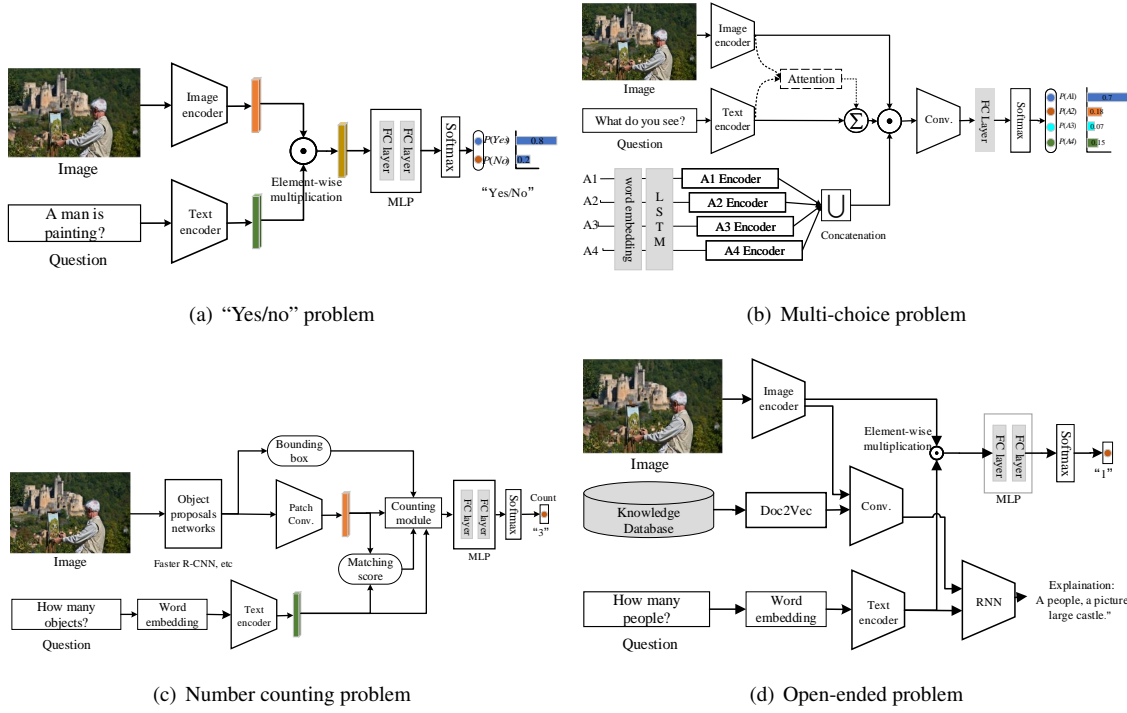 Image
encoder
Image
A man is
painting?
Question
Text
encoder
Element-wise
multiplication
FC layer
FC layer
MLP
Softmax
P(Yes)
P(No)
0.8
0.2
“Yes/No”
(a) “Yes/no” problem
Image
encoder
Image
Attention
What do you see?
Question
Text
encoder
Σ
Conv.
FC Layer
Softmax
P(A1)
P(A2)
P(A3)
P(A4)
0.7
0.18
0.07
0.15
A1
A2
A3
A4
word embedding
LSTM
A1 Encoder
A2 Encoder
A3 Encoder
A4 Encoder
U
Concatenation
(b) Multi-choice problem
Image
Object
proposals
networks
Faster R-CNN, etc
Bounding
box
Patch
Conv.
Matching
score
Counting
module
FC layer
FC layer
MLP
Softmax
Count
“3”
How many
objects?
Question
Word
embedding
Text
encoder
(c) Number counting problem
Image
Image
encoder
Knowledge
Database
Doc2Vec
Conv.
Element-wise
multiplication
FC layer
FC layer
MLP
Softmax
“1”
How many
people?
Question
Word
embedding
Text
encoder
RNN
Explaination:
A people, a picture
large castle.”
(d) Open-ended problem